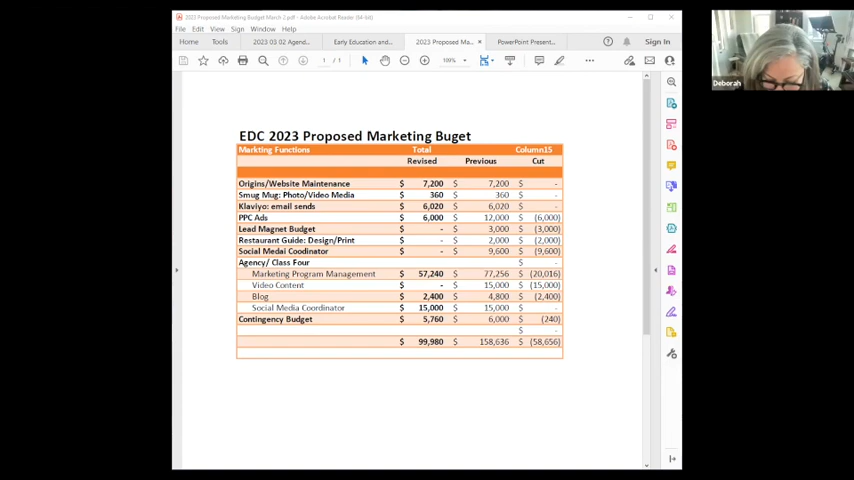 2023 Proposed Marketing Budget March 2.pdf - Adobe Acrobat Reader (64-bit)
File Edit View Sign Window Help
Home Tools 2023 03 02 Agend... Early Education and... 2023 Proposed Ma... × PowerPoint Present... Sign In
1 / 1 109%
EDC 2023 Proposed Marketing Buget
Markting Functions Total Column15
Revised Previous Cut
Origins/Website Maintenance $ 7,200 $ 7,200 $ -
Smug Mug: Photo/Video Media $ 360 $ 360 $ -
Klaviyo: email sends $ 6,020 $ 6,020 $ -
PPC Ads $ 6,000 $ 12,000 $ (6,000)
Lead Magnet Budget $ - $ 3,000 $ (3,000)
Restaurant Guide: Design/Print $ - $ 2,000 $ (2,000)
Social Medai Coodinator $ - $ 9,600 $ (9,600)
Agency/ Class Four $ -
Marketing Program Management $ 57,240 $ 77,256 $ (20,016)
Video Content $ - $ 15,000 $ (15,000)
Blog $ 2,400 $ 4,800 $ (2,400)
Social Media Coordinator $ 15,000 $ 15,000 $ -
Contingency Budget $ 5,760 $ 6,000 $ (240)
$ -
$ 99,980 $ 158,636 $ (58,656)
Deborah